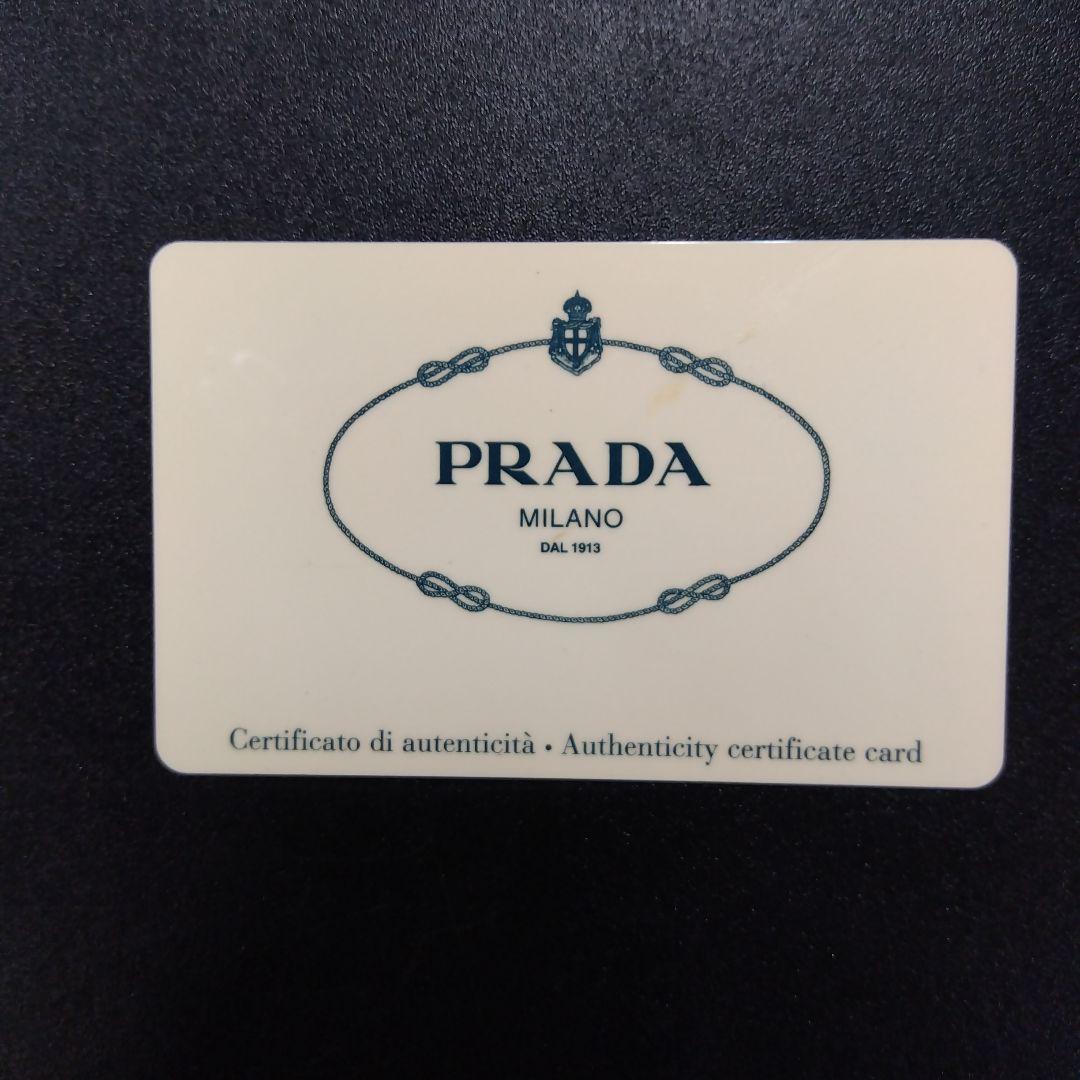 PRADA
MILANO
DAL 1913
Certificato di autenticità • Authenticity certificate card